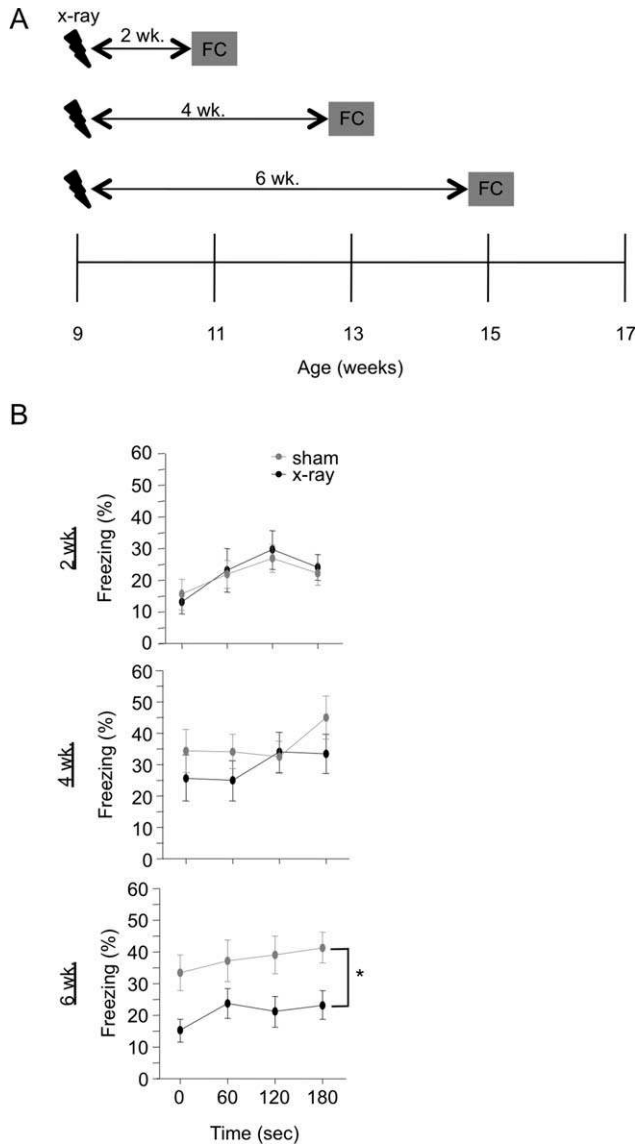 A
x-ray
2 wk.
FC
4 wk.
FC
6 wk.
FC
9 11 13 15 17
Age (weeks)
B
sham
x-ray
2 wk.
Freezing (%)
60
50
40
30
20
10
0
4 wk.
Freezing (%)
60
50
40
30
20
10
0
6 wk.
Freezing (%)
60
50
40
30
20
10
0
*
0 60 120 180
Time (sec)